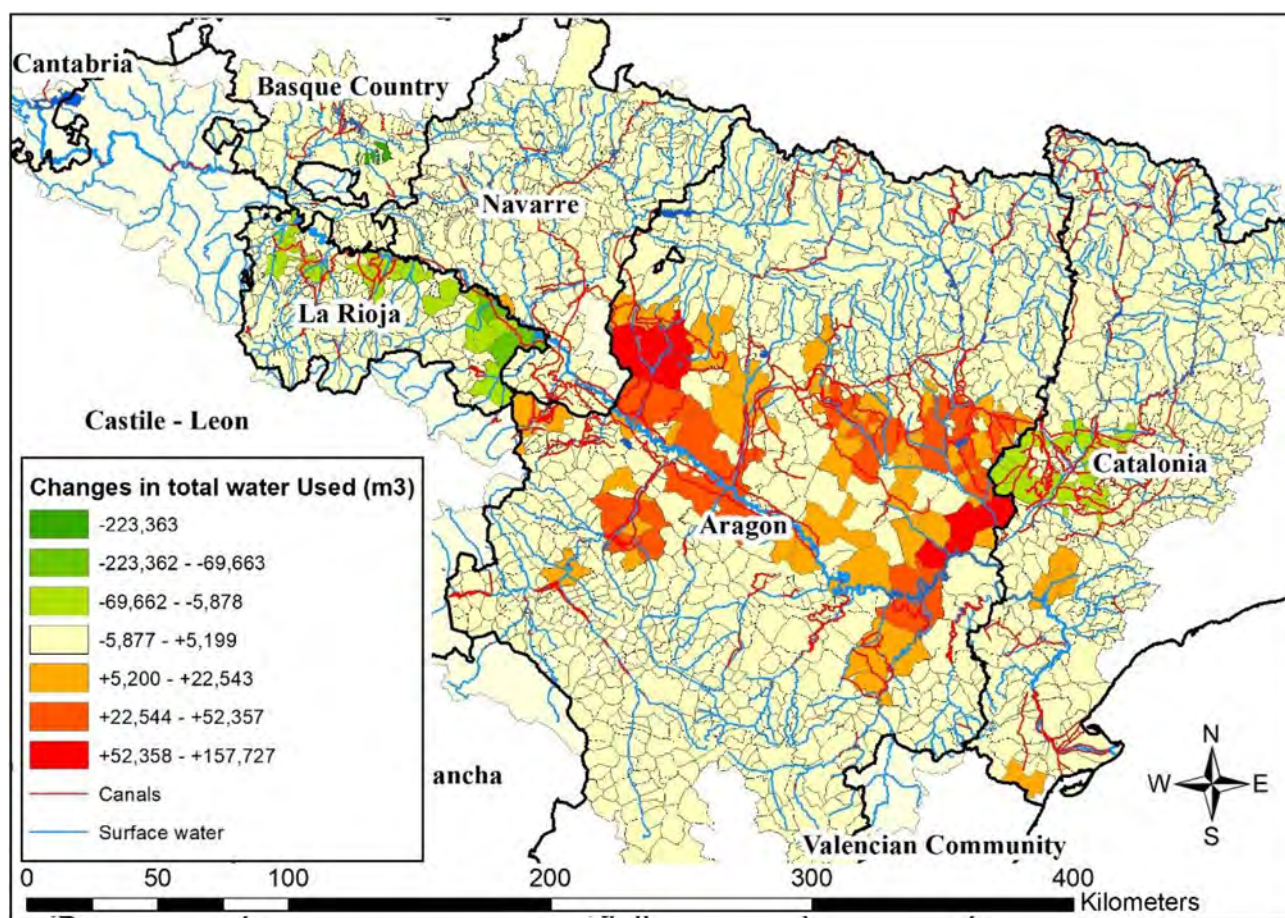 Cantabria
Basque Country
Navarre
La Rioja
Castile - Leon
Catalonia
Aragon
ancha
Valencian Community
Changes in total water Used (m3)
-223,363
-223,362 - -69,663
-69,662 - -5,878
-5,877 - +5,199
+5,200 - +22,543
+22,544 - +52,357
+52,358 - +157,727
Canals
Surface water
N
W E
S
0 50 100 200 300 400
Kilometers